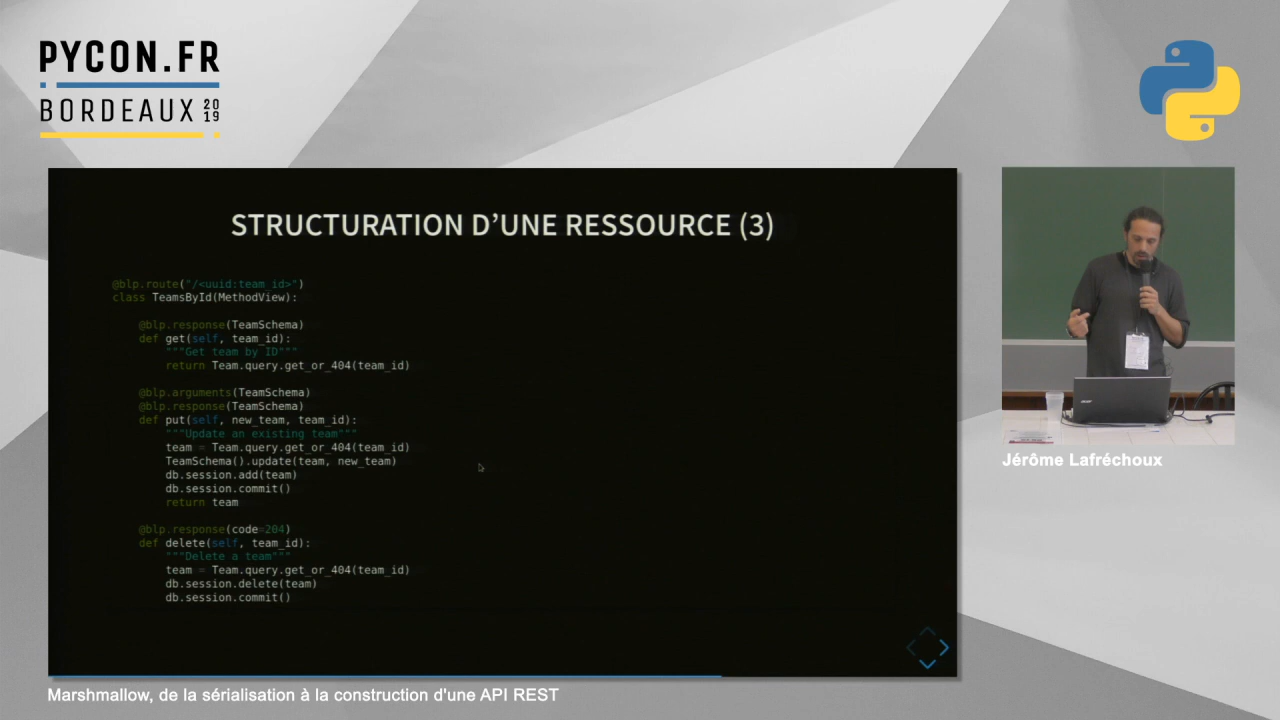 PYCON.FR
BORDEAUX 2019
STRUCTURATION D'UNE RESSOURCE (3)
@blp.route("/<uuid:team_id>")
class TeamsById(MethodView):
@blp.response(TeamSchema)
def get(self, team_id):
"""Get team by ID"""
return Team.query.get_or_404(team_id)
@blp.arguments(TeamSchema)
@blp.response(TeamSchema)
def put(self, new_team, team_id):
"""Update an existing team"""
team = Team.query.get_or_404(team_id)
TeamSchema().update(team, new_team)
db.session.add(team)
db.session.commit()
return team
@blp.response(code=204)
def delete(self, team_id):
"""Delete a team"""
team = Team.query.get_or_404(team_id)
db.session.delete(team)
db.session.commit()
acer
Jérôme Lafréchoux
Marshmallow, de la sérialisation à la construction d'une API REST